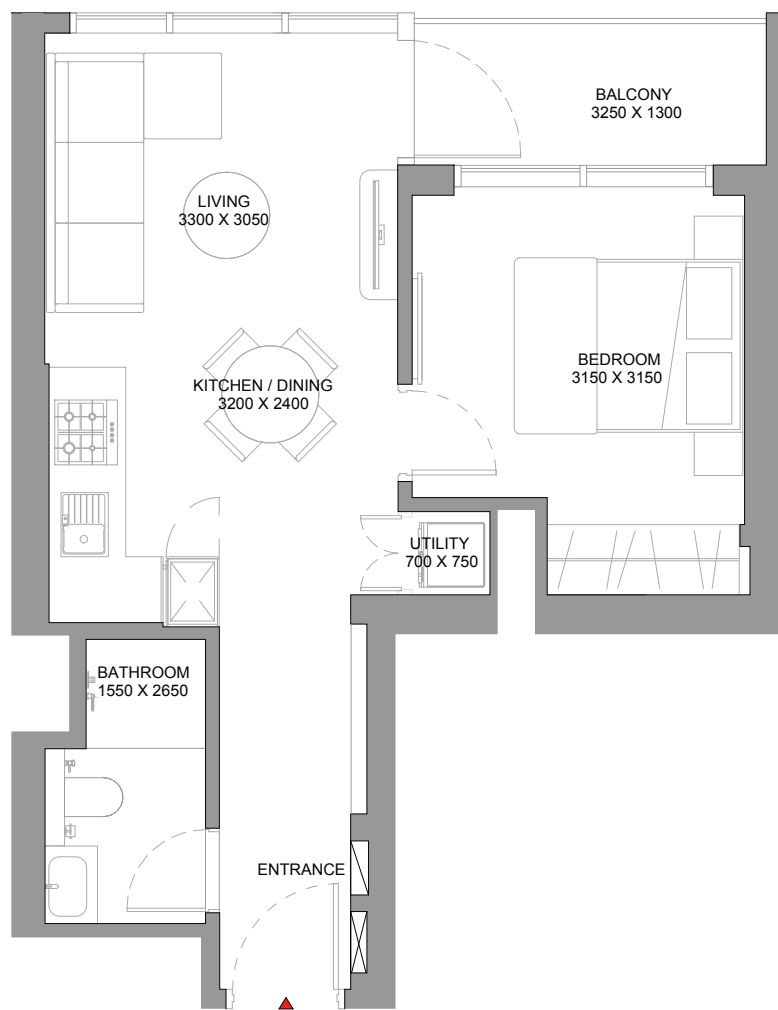 BALCONY
3250 X 1300
LIVING
3300 X 3050
BEDROOM
3150 X 3150
KITCHEN / DINING
3200 X 2400
UTILITY
700 X 750
BATHROOM
1550 X 2650
ENTRANCE